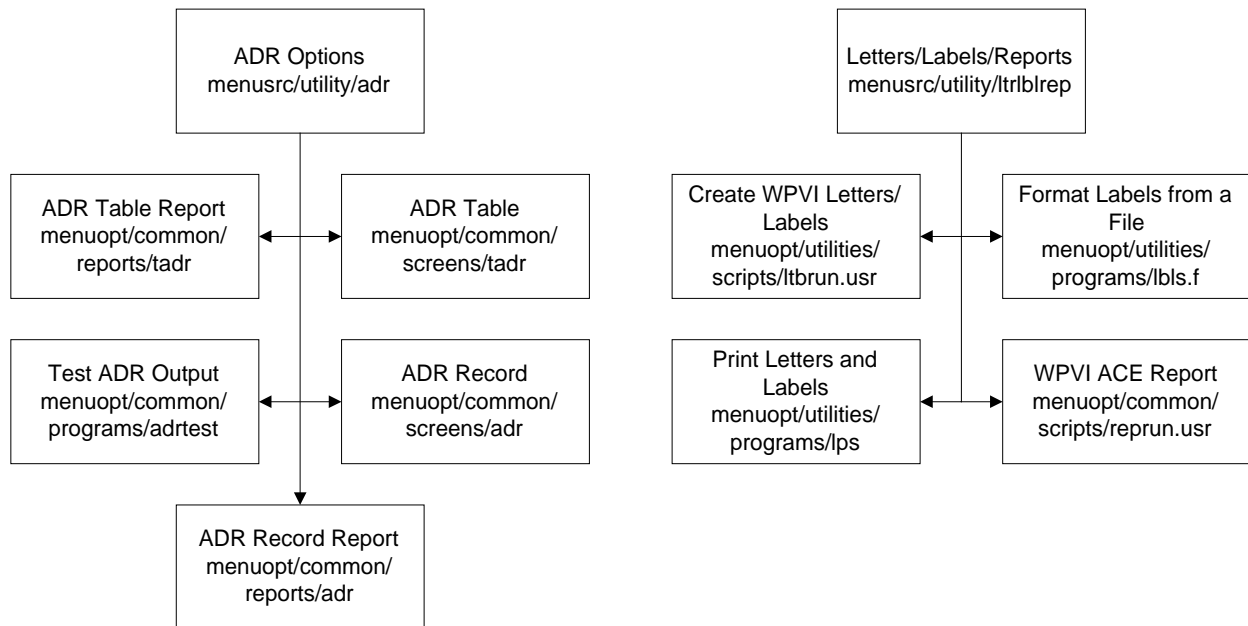 ADR Options
menusrc/utility/adr
Letters/Labels/Reports
menusrc/utility/ltrlblrep
ADR Table Report
menuopt/common/
reports/tadr
ADR Table
menuopt/common/
screens/tadr
Create WPVI Letters/
Labels
menuopt/utilities/
scripts/ltbrun.usr
Format Labels from a
File
menuopt/utilities/
programs/lbls.f
Test ADR Output
menuopt/common/
programs/adrtest
ADR Record
menuopt/common/
screens/adr
Print Letters and
Labels
menuopt/utilities/
programs/lps
WPVI ACE Report
menuopt/common/
scripts/reprun.usr
ADR Record Report
menuopt/common/
reports/adr